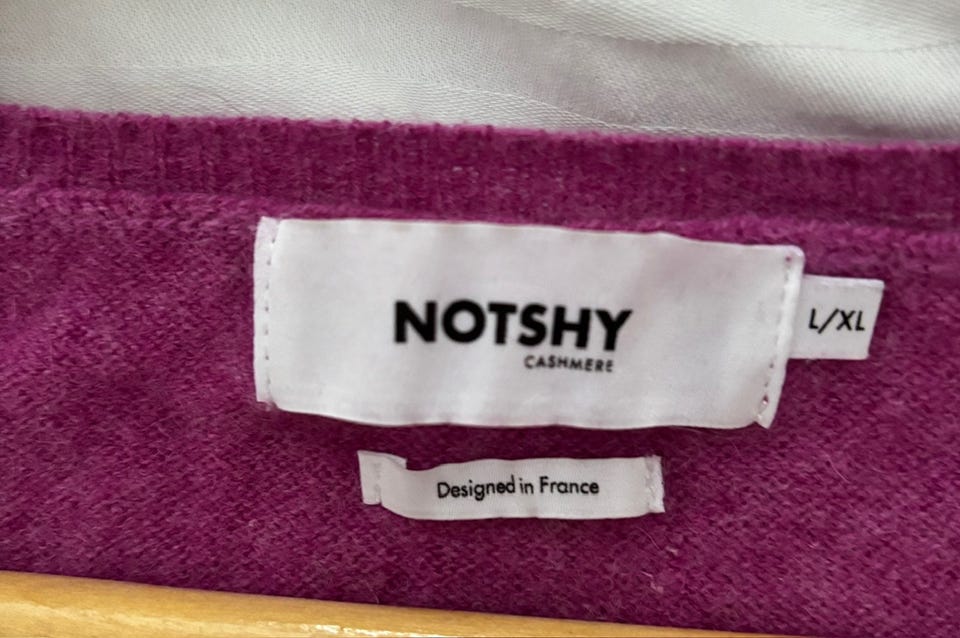 NOTSHY
CASHMERE
L/XL
Designed in France